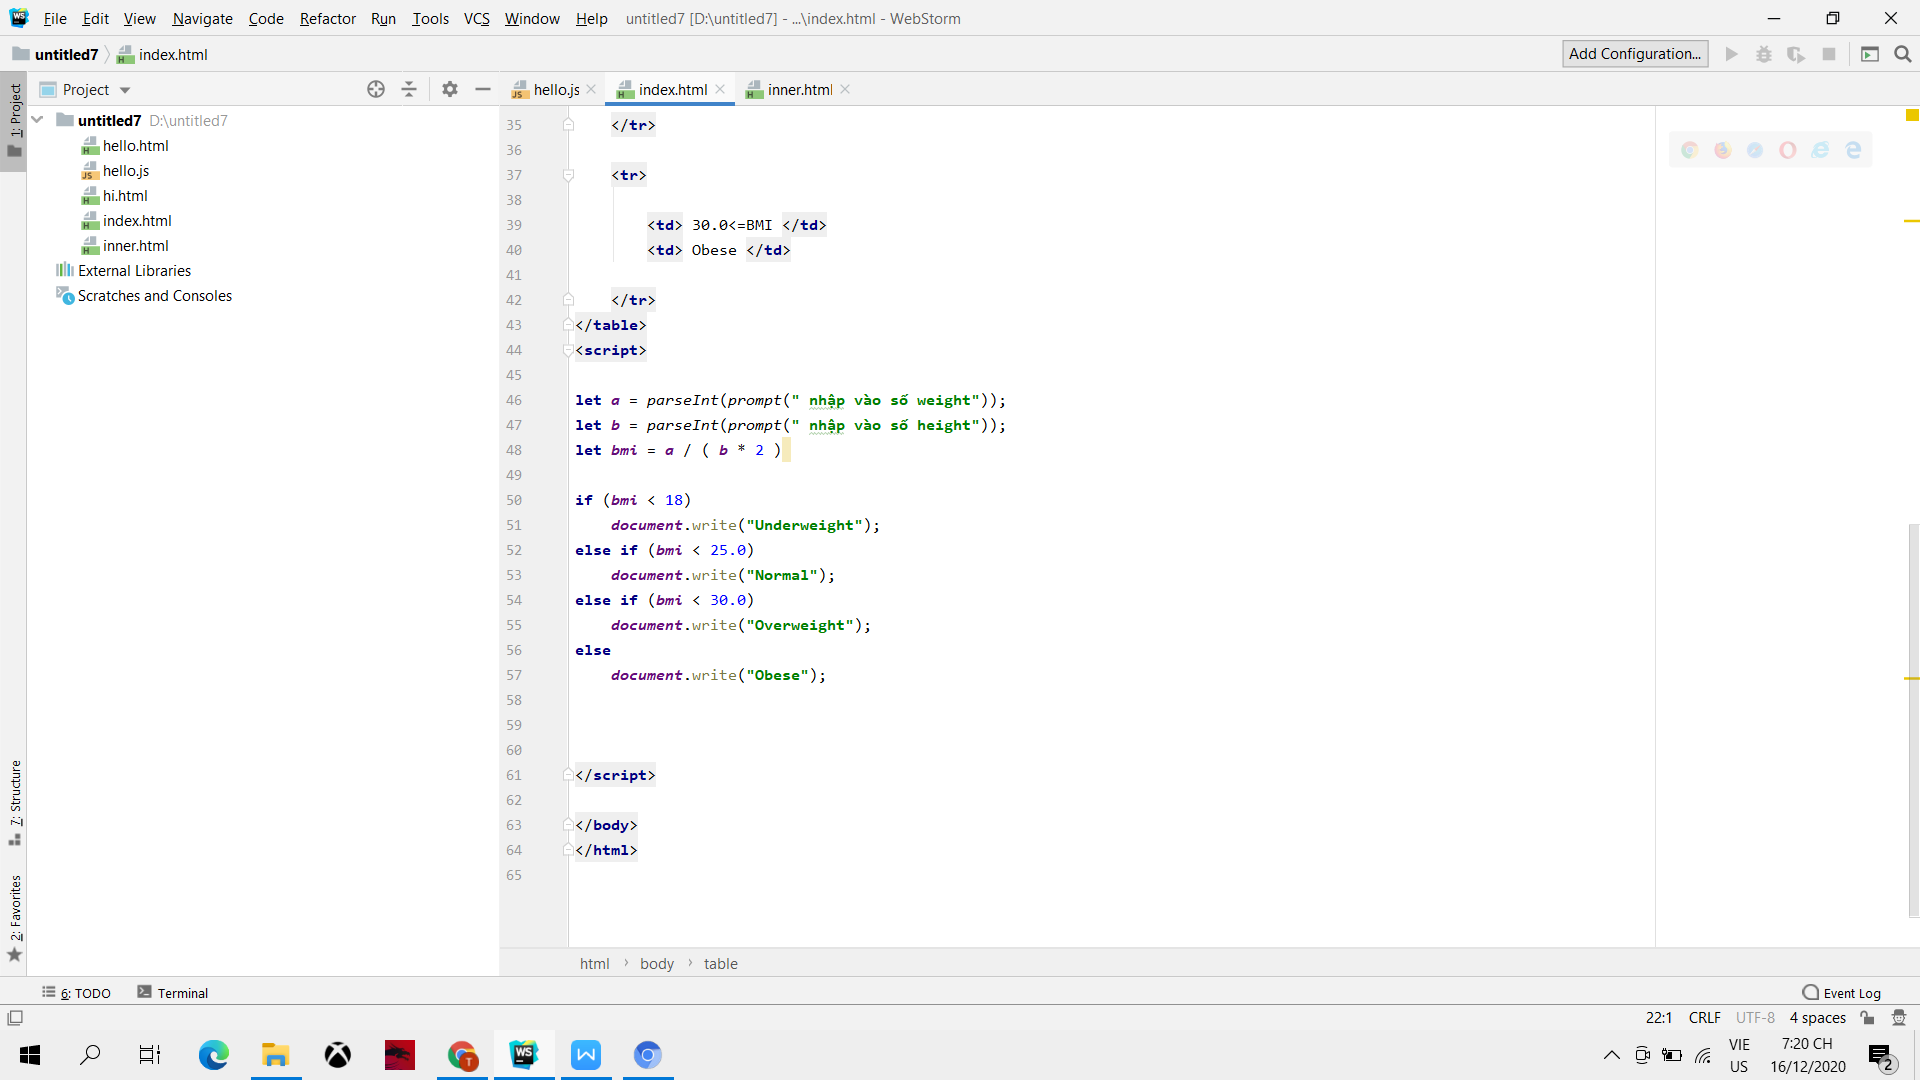 File Edit View Navigate Code Refactor Run Tools VCS Window Help untitled7 [D:\untitled7] - ...\index.html - WebStorm
untitled7 index.html Add Configuration...
1: Project
Project
hello.js index.html inner.html
untitled7 D:\untitled7
hello.html
hello.js
hi.html
index.html
inner.html
External Libraries
Scratches and Consoles
35 </tr>
36
37 <tr>
38
39 <td> 30.0<=BMI </td>
40 <td> Obese </td>
41
42 </tr>
43 </table>
44 <script>
45
46 let a = parseInt(prompt(" nhập vào số weight"));
47 let b = parseInt(prompt(" nhập vào số height"));
48 let bmi = a / ( b * 2 )
49
50 if (bmi < 18)
51 document.write("Underweight");
52 else if (bmi < 25.0)
53 document.write("Normal");
54 else if (bmi < 30.0)
55 document.write("Overweight");
56 else
57 document.write("Obese");
58
59
60
61 </script>
62
63 </body>
64 </html>
65
7: Structure
2: Favorites
html › body › table
6: TODO Terminal Event Log
22:1 CRLF UTF-8 4 spaces
VIE
US
7:20 CH
16/12/2020
2